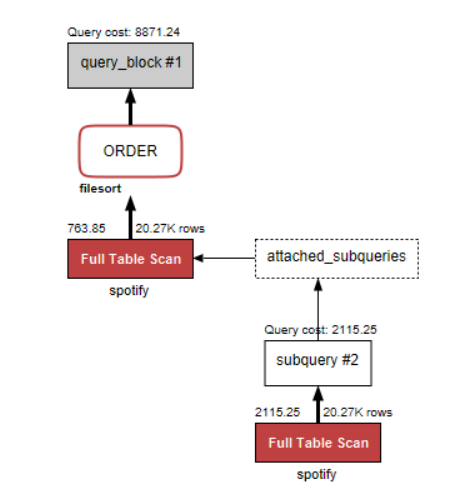 Query cost: 8871.24
query_block #1
ORDER
filesort
763.85 20.27K rows
Full Table Scan
attached_subqueries
spotify
Query cost: 2115.25
subquery #2
2115.25 20.27K rows
Full Table Scan
spotify